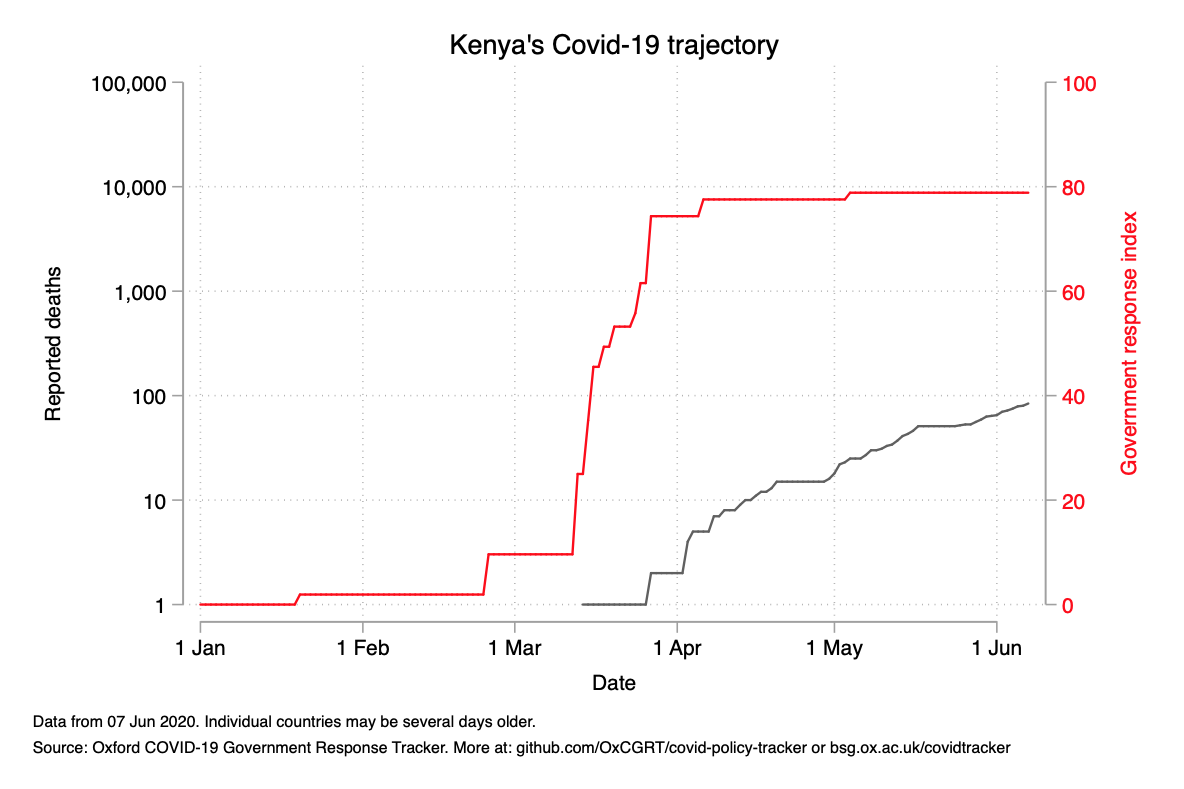 Kenya's Covid-19 trajectory
100,000
10,000
1,000
100
10
1
Reported deaths
100
80
60
40
20
0
Government response index
1 Jan 1 Feb 1 Mar 1 Apr 1 May 1 Jun
Date
Data from 07 Jun 2020. Individual countries may be several days older.
Source: Oxford COVID-19 Government Response Tracker. More at: github.com/OxCGRT/covid-policy-tracker or bsg.ox.ac.uk/covidtracker